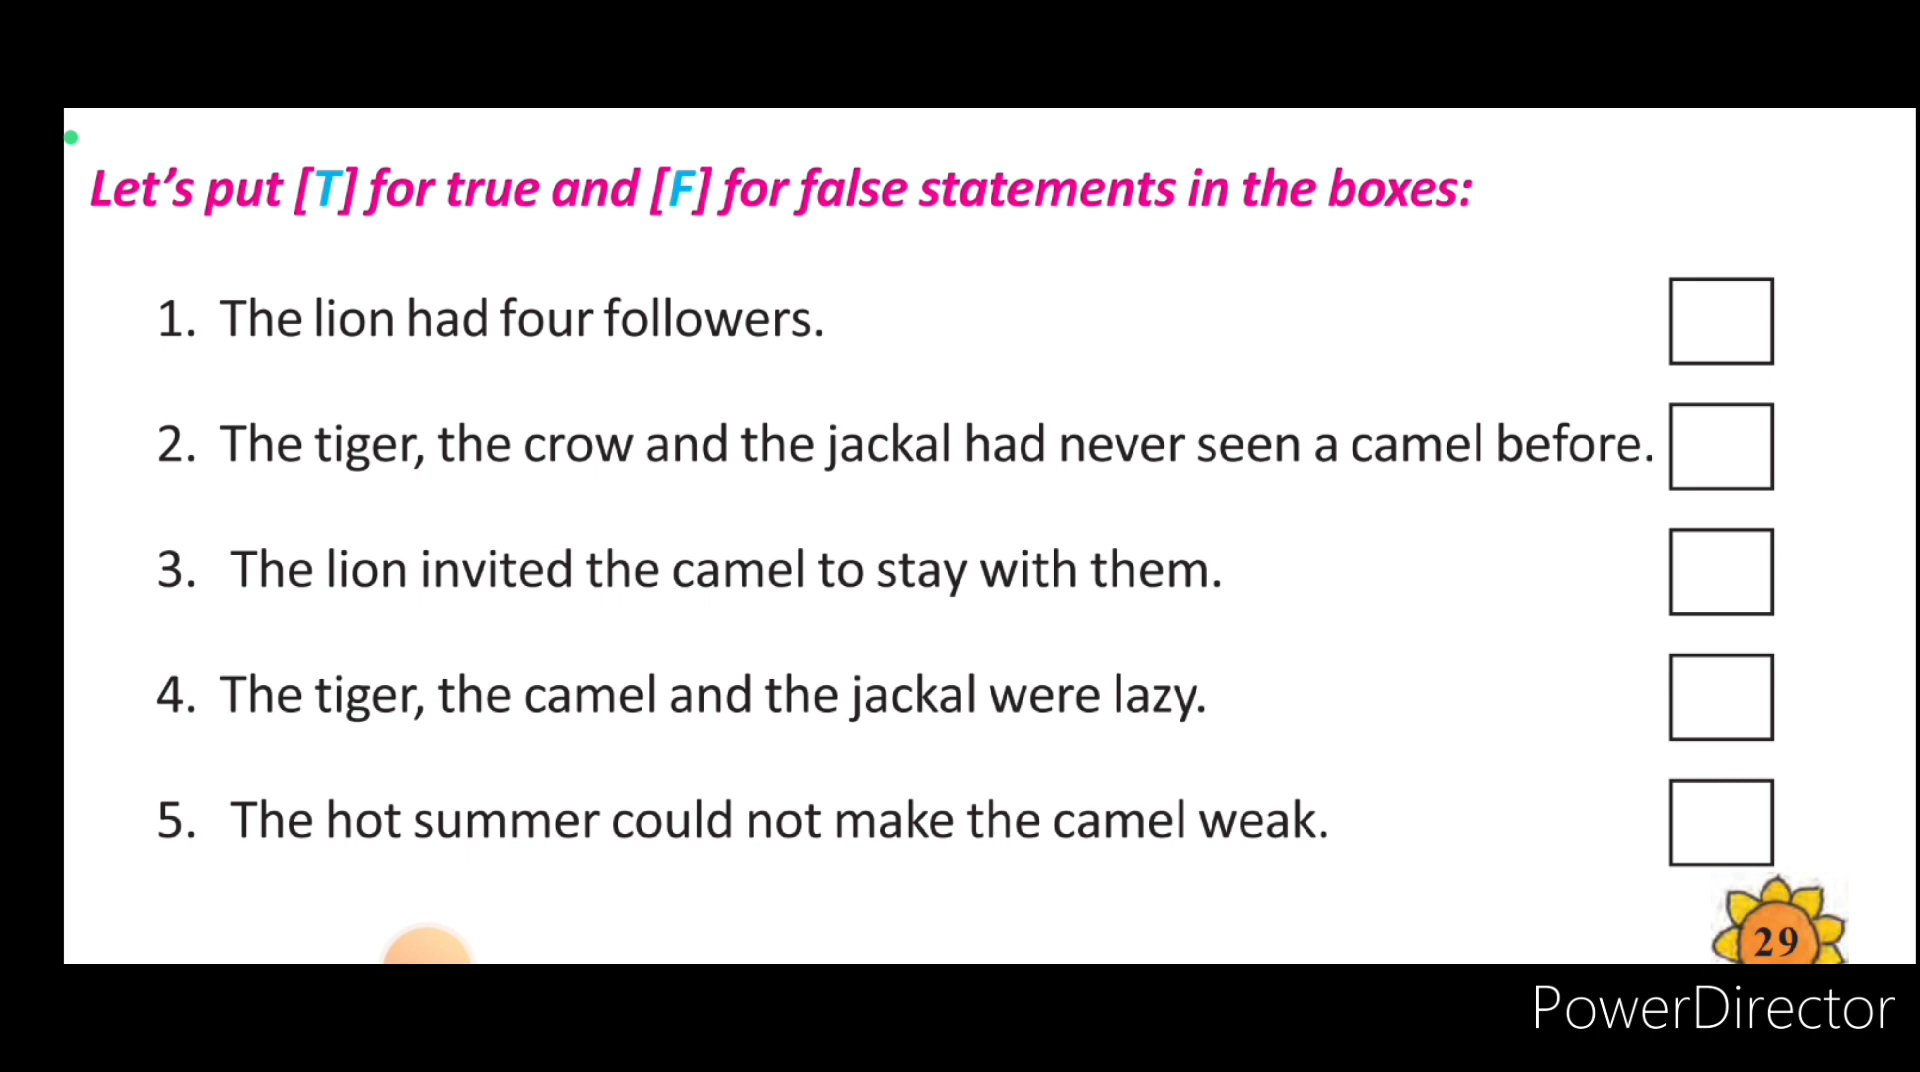 Let's put [T] for true and [F] for false statements in the boxes:
1. The lion had four followers.
2. The tiger, the crow and the jackal had never seen a camel before.
3. The lion invited the camel to stay with them.
4. The tiger, the camel and the jackal were lazy.
5. The hot summer could not make the camel weak.
29
PowerDirector